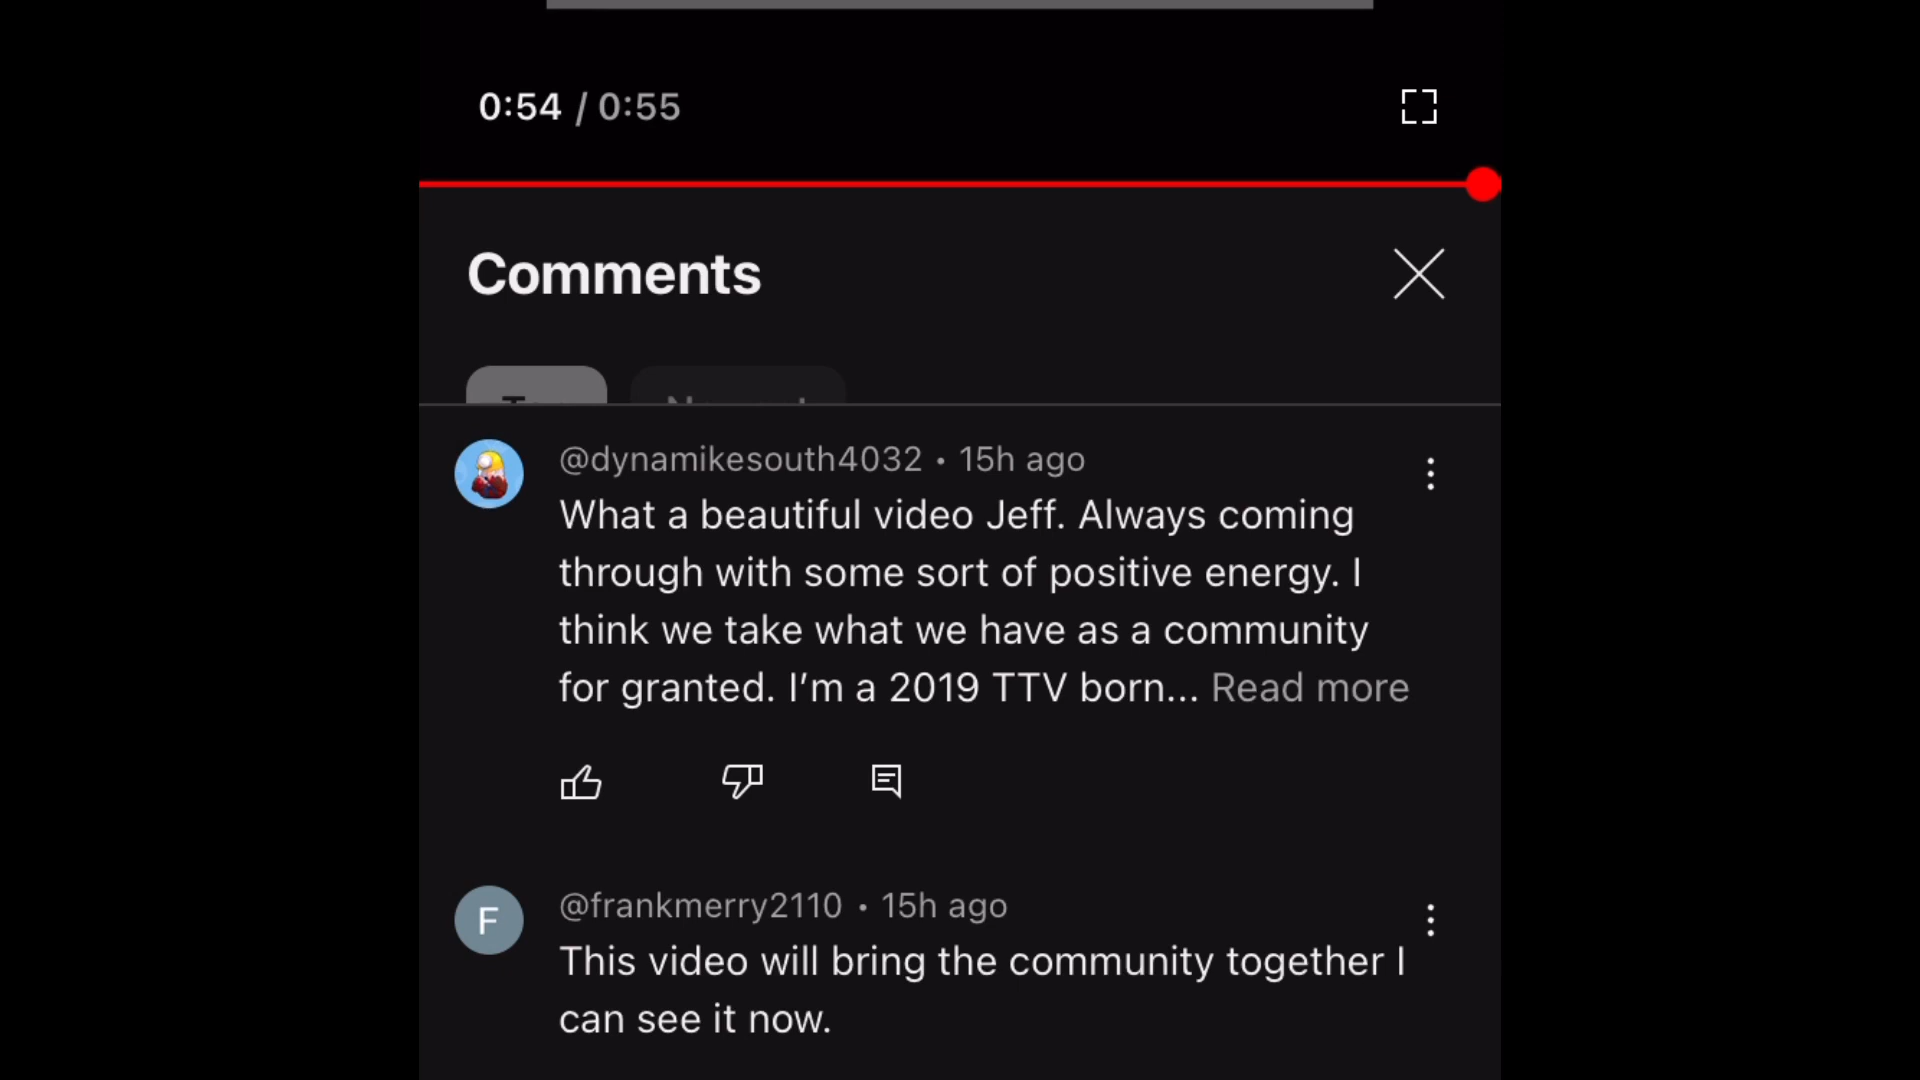 0:54 / 0:55
Comments
@dynamikesouth4032 • 15h ago
What a beautiful video Jeff. Always coming
through with some sort of positive energy. I
think we take what we have as a community
for granted. I’m a 2019 TTV born... Read more
F
@frankmerry2110 • 15h ago
This video will bring the community together I
can see it now.